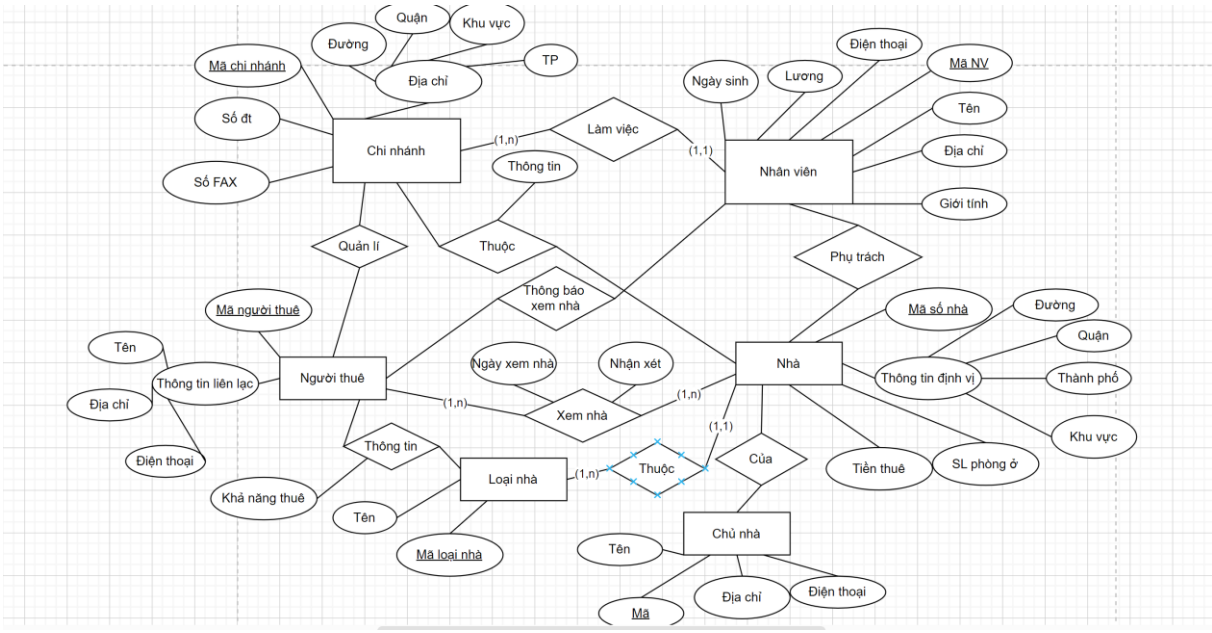 Quận
Khu vực
Đường
Điện thoại
Mã chi nhánh
TP
Mã NV
Địa chỉ
Ngày sinh
Lương
Tên
Số đt
Làm việc
(1,n)
(1,1)
Chi nhánh
Địa chỉ
Thông tin
Nhân viên
Số FAX
Giới tính
Quản lí
Thuộc
Phụ trách
Thông báo
xem nhà
Mã người thuê
Mã số nhà
Đường
Quận
Tên
Ngày xem nhà
Nhận xét
Nhà
Thông tin liên lạc
Người thuê
Thông tin định vị
Thành phố
Địa chỉ
(1,n)
(1,n)
Xem nhà
(1,1)
Khu vực
Thông tin
Điện thoại
Thuộc
Của
Tiền thuê
SL phòng ở
(1,n)
Loại nhà
Khả năng thuê
Tên
Chủ nhà
Tên
Mã loại nhà
Địa chỉ
Điện thoại
Mã